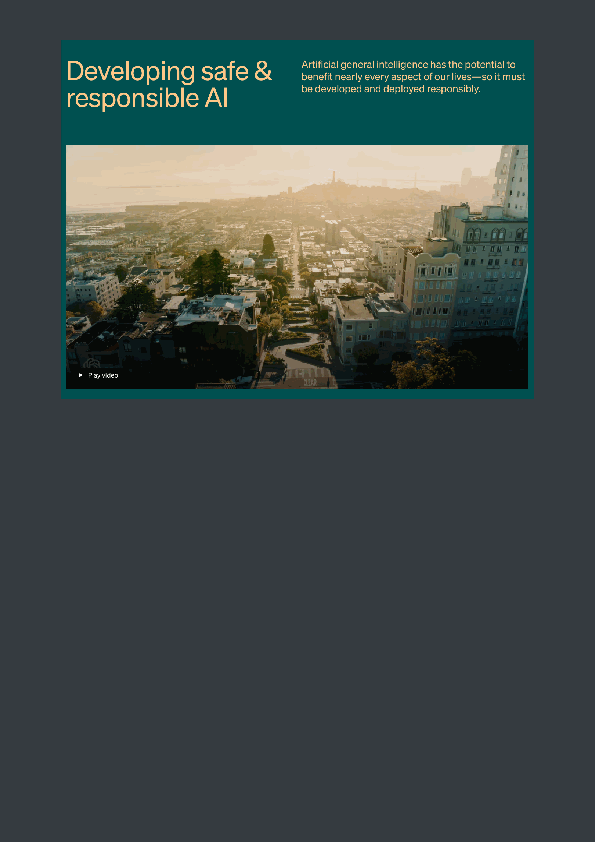 Developing safe &
responsible AI
Artificial general intelligence has the potential to
benefit nearly every aspect of our lives—so it must
be developed and deployed responsibly.
Play video